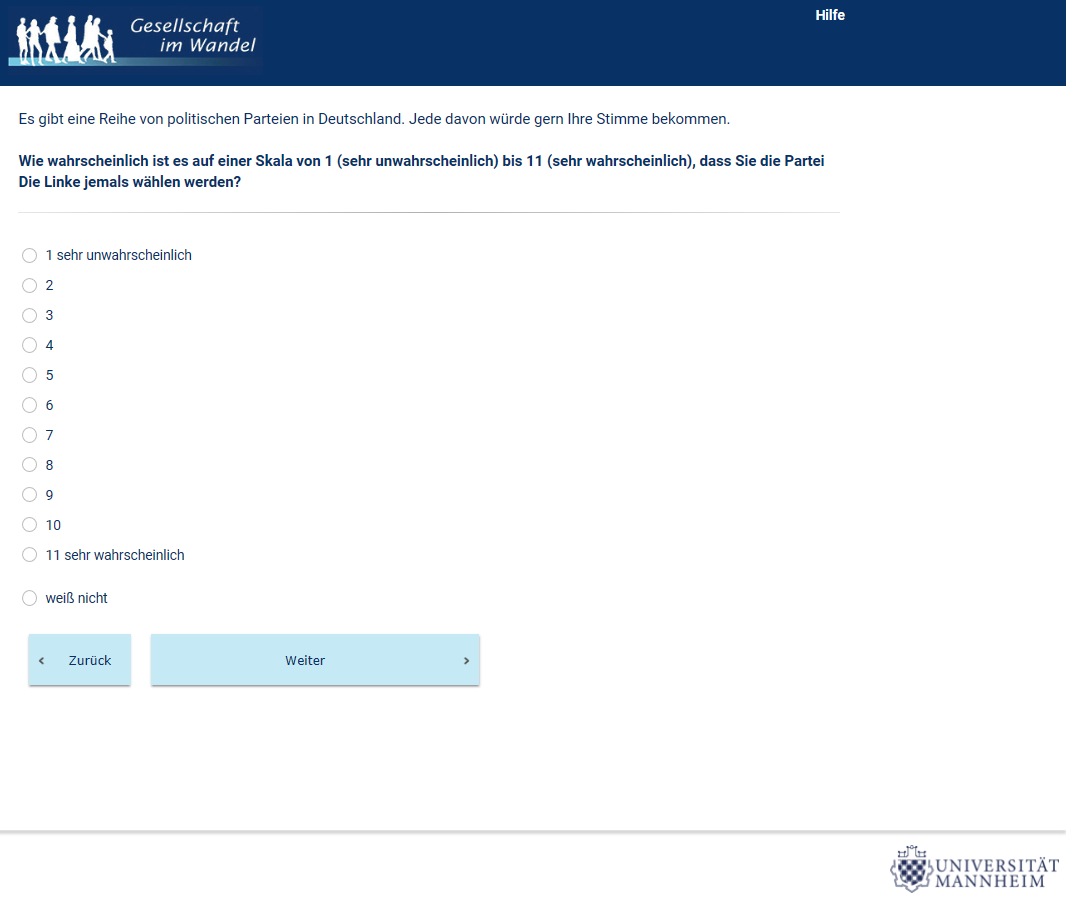 Gesellschaft
im Wandel
Hilfe
Es gibt eine Reihe von politischen Parteien in Deutschland. Jede davon würde gern Ihre Stimme bekommen.
Wie wahrscheinlich ist es auf einer Skala von 1 (sehr unwahrscheinlich) bis 11 (sehr wahrscheinlich), dass Sie die Partei
Die Linke jemals wählen werden?
1 sehr unwahrscheinlich
2
3
4
5
6
7
8
9
10
11 sehr wahrscheinlich
weiß nicht
‹ Zurück
Weiter ›
UNIVERSITÄT
MANNHEIM